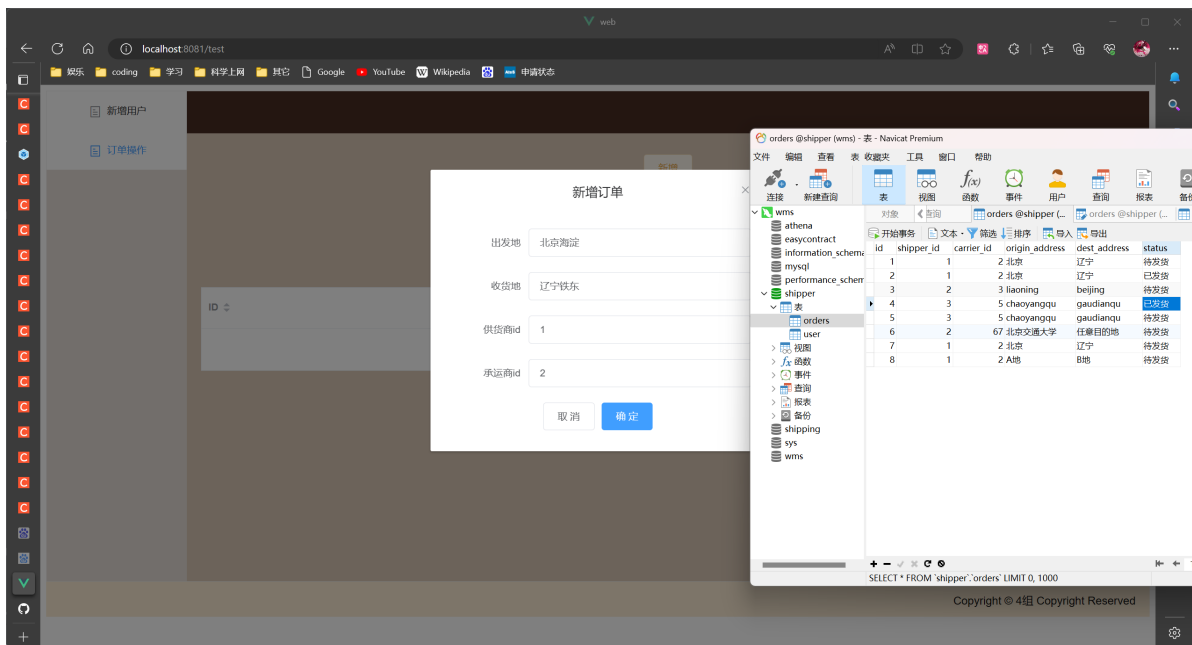 web
localhost:8081/test
娱乐 coding 学习 科学上网 其它 Google YouTube Wikipedia 申请状态
新增用户
订单操作
新增
新增订单
出发地 北京海淀
收货地 辽宁铁东
供货商id 1
承运商id 2
取消 确定
ID
Copyright © 4组 Copyright Reserved
orders @shipper (wms) - 表 - Navicat Premium
文件 编辑 查看 表 收藏夹 工具 窗口 帮助
连接 新建查询 表 视图 函数 事件 用户 查询 报表 备份
wms
athena
easycontract
information_schema
mysql
performance_schem
shipper
表
orders
user
视图
函数
事件
查询
报表
备份
shipping
sys
wms
对象 查询 orders @shipper (... orders @shipper (...
开始事务 文本 筛选 排序 导入 导出
id shipper_id carrier_id origin_address dest_address status
1 1 2 北京 辽宁 待发货
2 1 2 北京 辽宁 已发货
3 2 3 liaoning beijing 待发货
4 3 5 chaoyangqu gaudianqu 已发货
5 3 5 chaoyangqu gaudianqu 待发货
6 2 67 北京交通大学 任意目的地 待发货
7 1 2 北京 辽宁 待发货
8 1 2 A地 B地 待发货
SELECT * FROM `shipper`.`orders` LIMIT 0, 1000